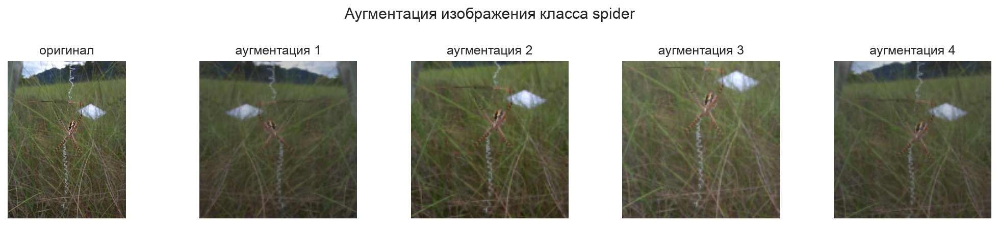 Аугментация изображения класса spider
оригинал
аугментация 1
аугментация 2
аугментация 3
аугментация 4